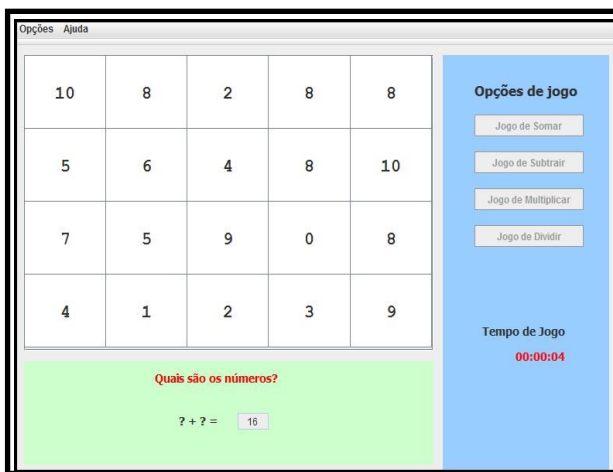 Opções Ajuda
10 8 2 8 8
5 6 4 8 10
7 5 9 0 8
4 1 2 3 9
Quais são os números?
? + ? = 16
Opções de jogo
Jogo de Somar
Jogo de Subtrair
Jogo de Multiplicar
Jogo de Dividir
Tempo de Jogo
00:00:04